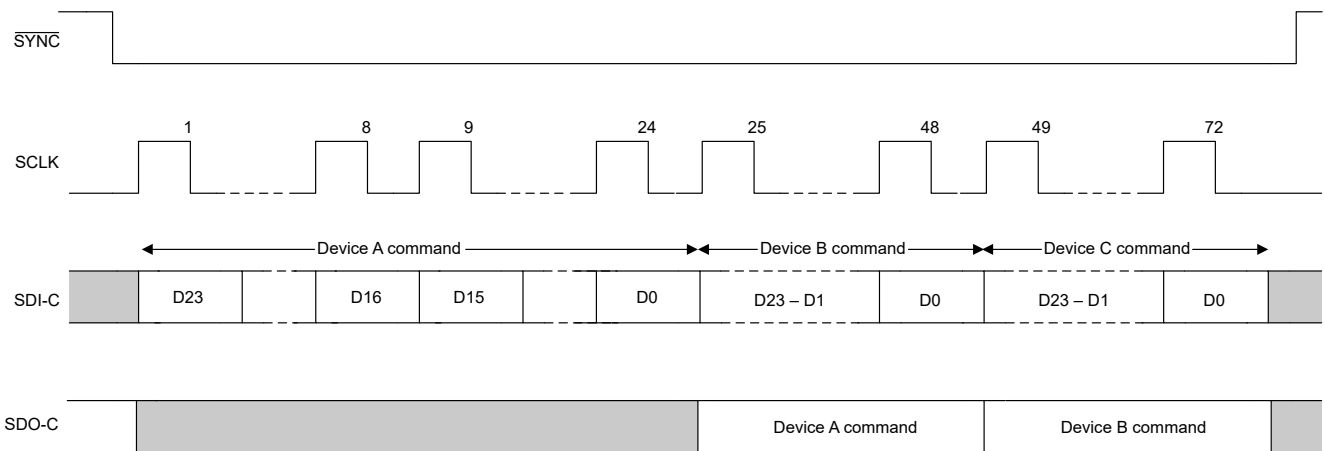 SYNC
1 8 9 24 25 48 49 72
SCLK
Device A command Device B command Device C command
SDI-C D23 D16 D15 D0 D23 – D1 D0 D23 – D1 D0
SDO-C Device A command Device B command